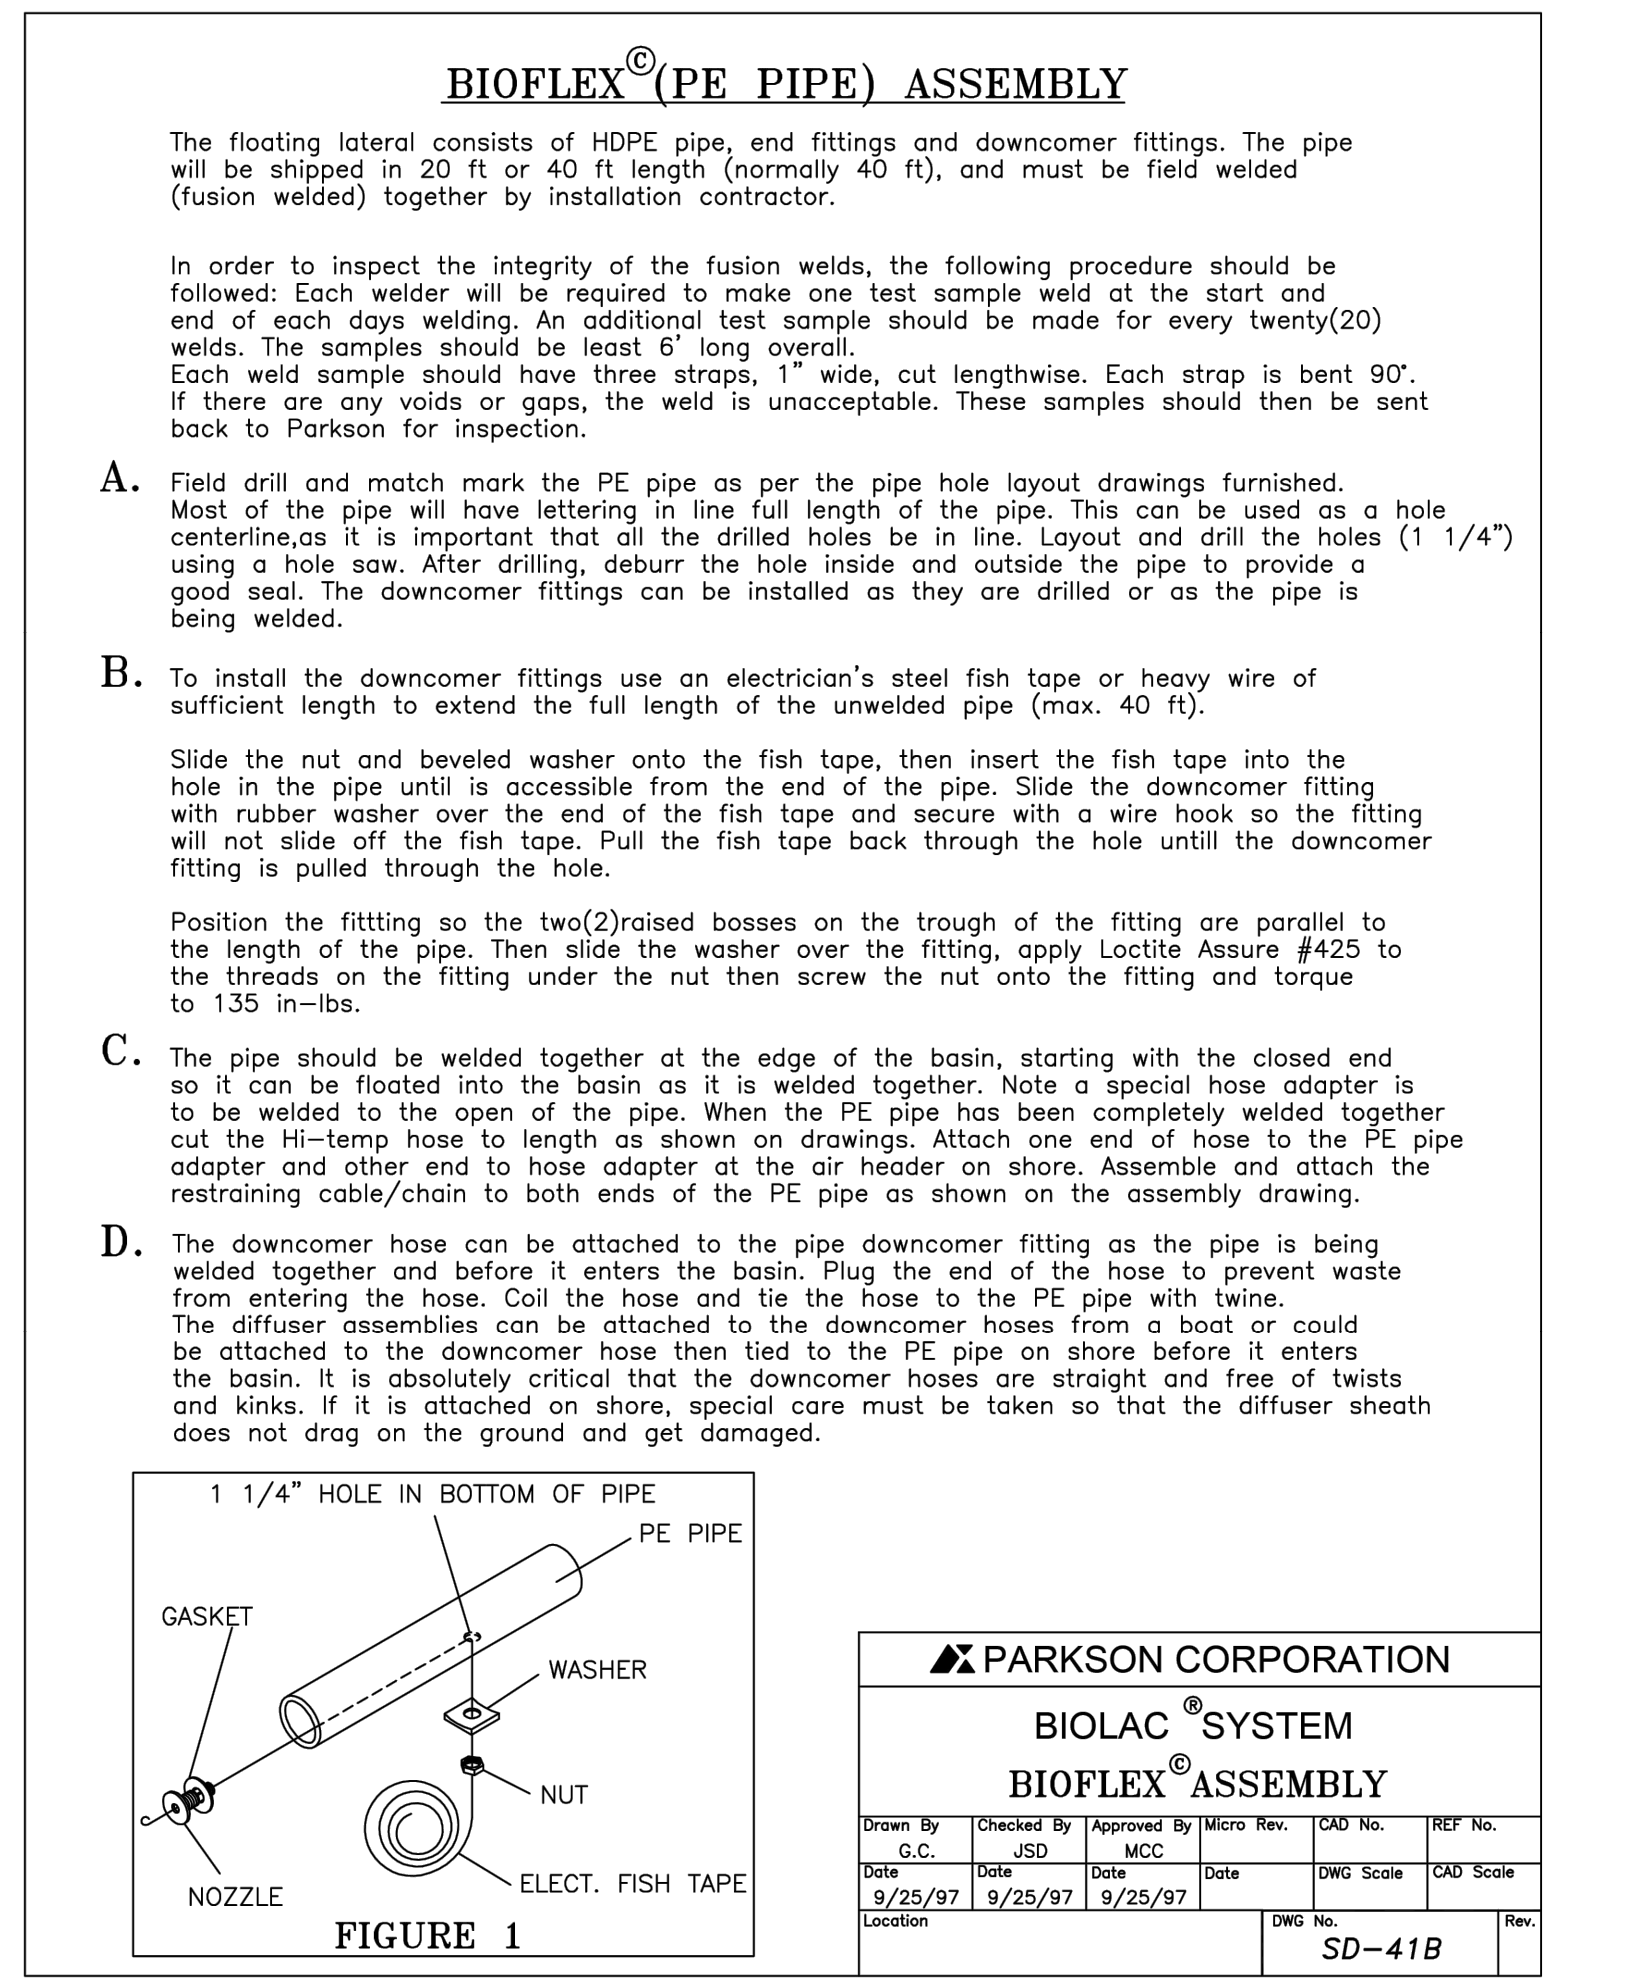 BIOFLEX©(PE PIPE) ASSEMBLY
The floating lateral consists of HDPE pipe, end fittings and downcomer fittings. The pipe
will be shipped in 20 ft or 40 ft length (normally 40 ft), and must be field welded
(fusion welded) together by installation contractor.
In order to inspect the integrity of the fusion welds, the following procedure should be
followed: Each welder will be required to make one test sample weld at the start and
end of each days welding. An additional test sample should be made for every twenty(20)
welds. The samples should be least 6' long overall.
Each weld sample should have three straps, 1" wide, cut lengthwise. Each strap is bent 90°.
If there are any voids or gaps, the weld is unacceptable. These samples should then be sent
back to Parkson for inspection.
A. Field drill and match mark the PE pipe as per the pipe hole layout drawings furnished.
Most of the pipe will have lettering in line full length of the pipe. This can be used as a hole
centerline,as it is important that all the drilled holes be in line. Layout and drill the holes (1 1/4")
using a hole saw. After drilling, deburr the hole inside and outside the pipe to provide a
good seal. The downcomer fittings can be installed as they are drilled or as the pipe is
being welded.
B. To install the downcomer fittings use an electrician's steel fish tape or heavy wire of
sufficient length to extend the full length of the unwelded pipe (max. 40 ft).
Slide the nut and beveled washer onto the fish tape, then insert the fish tape into the
hole in the pipe until is accessible from the end of the pipe. Slide the downcomer fitting
with rubber washer over the end of the fish tape and secure with a wire hook so the fitting
will not slide off the fish tape. Pull the fish tape back through the hole untill the downcomer
fitting is pulled through the hole.
Position the fittting so the two(2)raised bosses on the trough of the fitting are parallel to
the length of the pipe. Then slide the washer over the fitting, apply Loctite Assure #425 to
the threads on the fitting under the nut then screw the nut onto the fitting and torque
to 135 in-lbs.
C. The pipe should be welded together at the edge of the basin, starting with the closed end
so it can be floated into the basin as it is welded together. Note a special hose adapter is
to be welded to the open of the pipe. When the PE pipe has been completely welded together
cut the Hi-temp hose to length as shown on drawings. Attach one end of hose to the PE pipe
adapter and other end to hose adapter at the air header on shore. Assemble and attach the
restraining cable/chain to both ends of the PE pipe as shown on the assembly drawing.
D. The downcomer hose can be attached to the pipe downcomer fitting as the pipe is being
welded together and before it enters the basin. Plug the end of the hose to prevent waste
from entering the hose. Coil the hose and tie the hose to the PE pipe with twine.
The diffuser assemblies can be attached to the downcomer hoses from a boat or could
be attached to the downcomer hose then tied to the PE pipe on shore before it enters
the basin. It is absolutely critical that the downcomer hoses are straight and free of twists
and kinks. If it is attached on shore, special care must be taken so that the diffuser sheath
does not drag on the ground and get damaged.
1 1/4" HOLE IN BOTTOM OF PIPE
PE PIPE
GASKET
WASHER
NUT
ELECT. FISH TAPE
NOZZLE
FIGURE 1
PARKSON CORPORATION
BIOLAC ®SYSTEM
BIOFLEX©ASSEMBLY
Drawn By Checked By Approved By Micro Rev. CAD No. REF No.
G.C. JSD MCC
Date Date Date Date DWG Scale CAD Scale
9/25/97 9/25/97 9/25/97
Location DWG No. Rev.
SD-41B